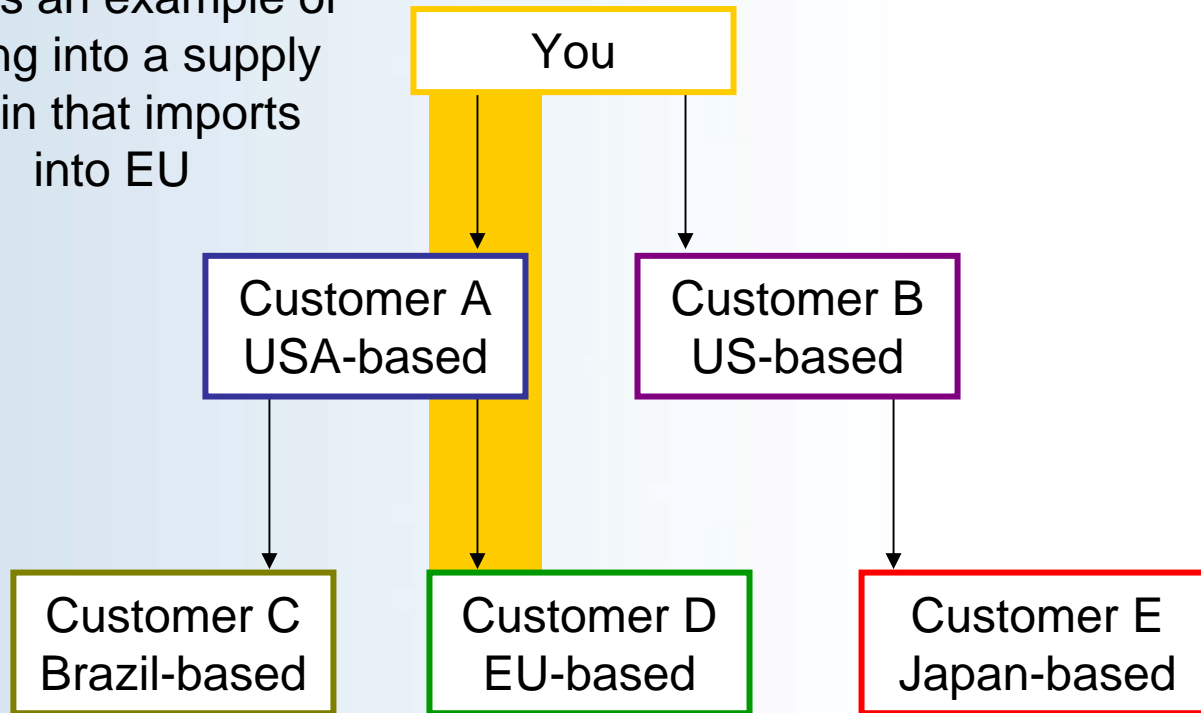 s an example of
ng into a supply
in that imports
into EU
You
Customer A
USA-based
Customer B
US-based
Customer C
Brazil-based
Customer D
EU-based
Customer E
Japan-based